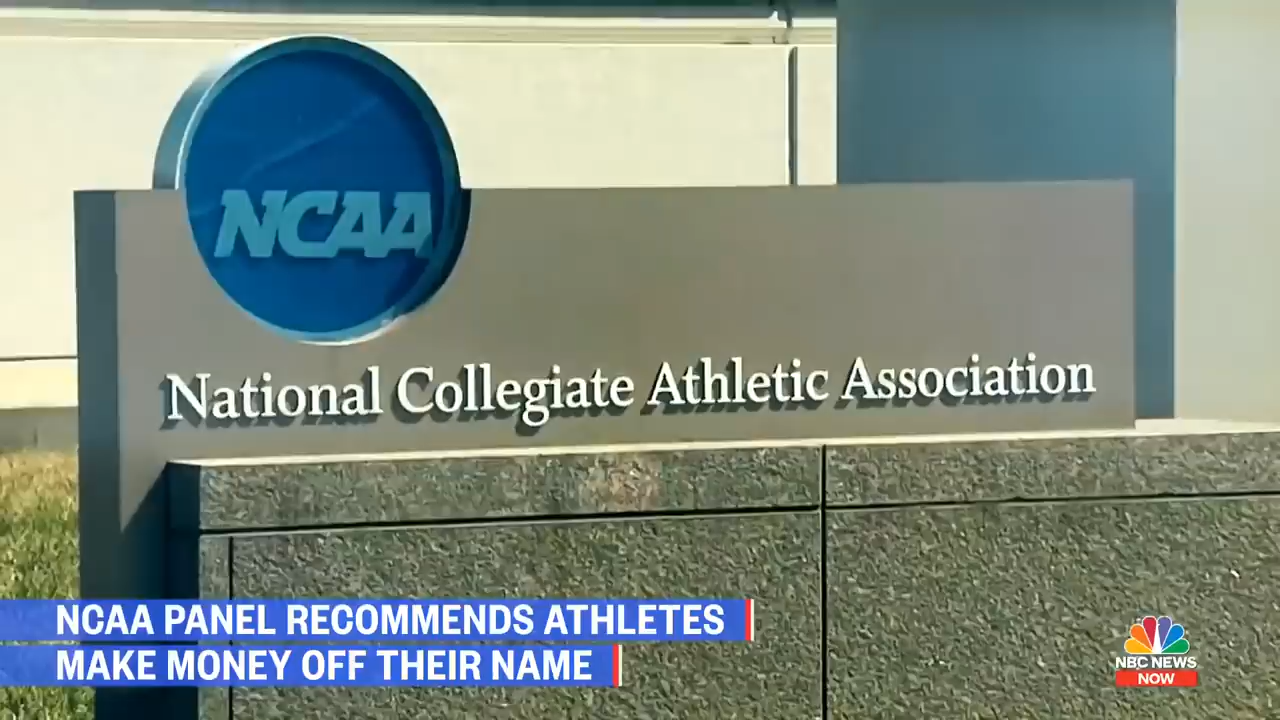 NCAA
National Collegiate Athletic Association
NCAA PANEL RECOMMENDS ATHLETES
MAKE MONEY OFF THEIR NAME
NBC NEWS
NOW